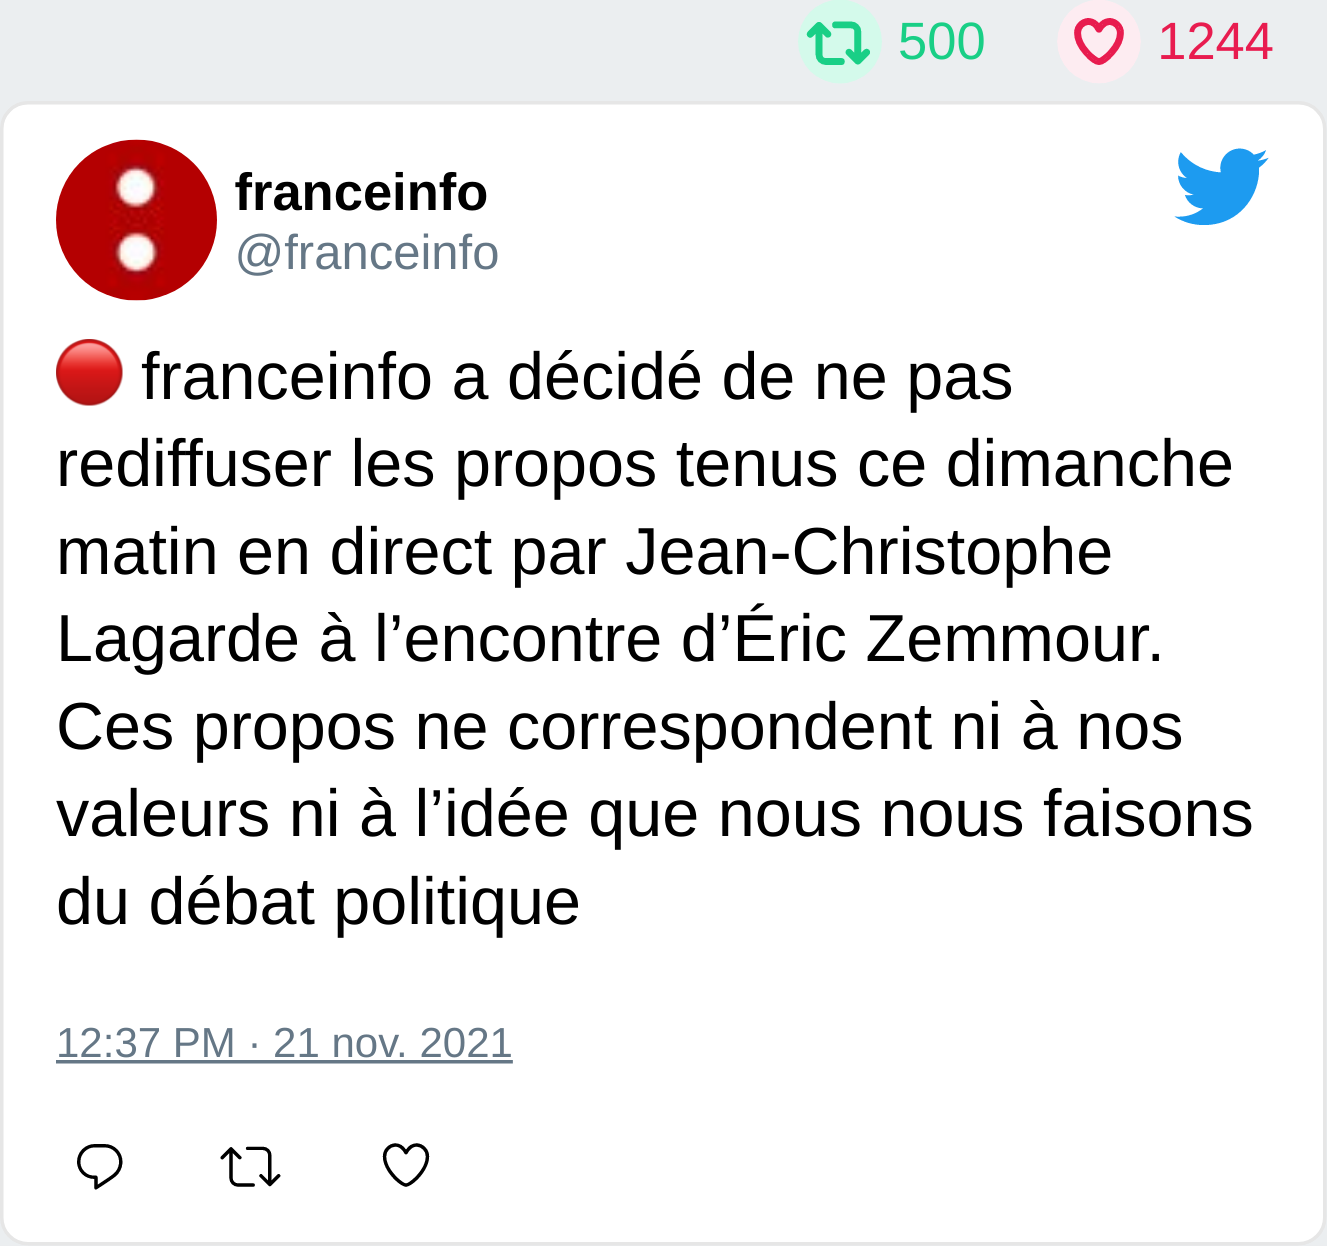 500 1244
franceinfo
@franceinfo
🔴 franceinfo a décidé de ne pas
rediffuser les propos tenus ce dimanche
matin en direct par Jean-Christophe
Lagarde à l’encontre d’Éric Zemmour.
Ces propos ne correspondent ni à nos
valeurs ni à l’idée que nous nous faisons
du débat politique
12:37 PM · 21 nov. 2021